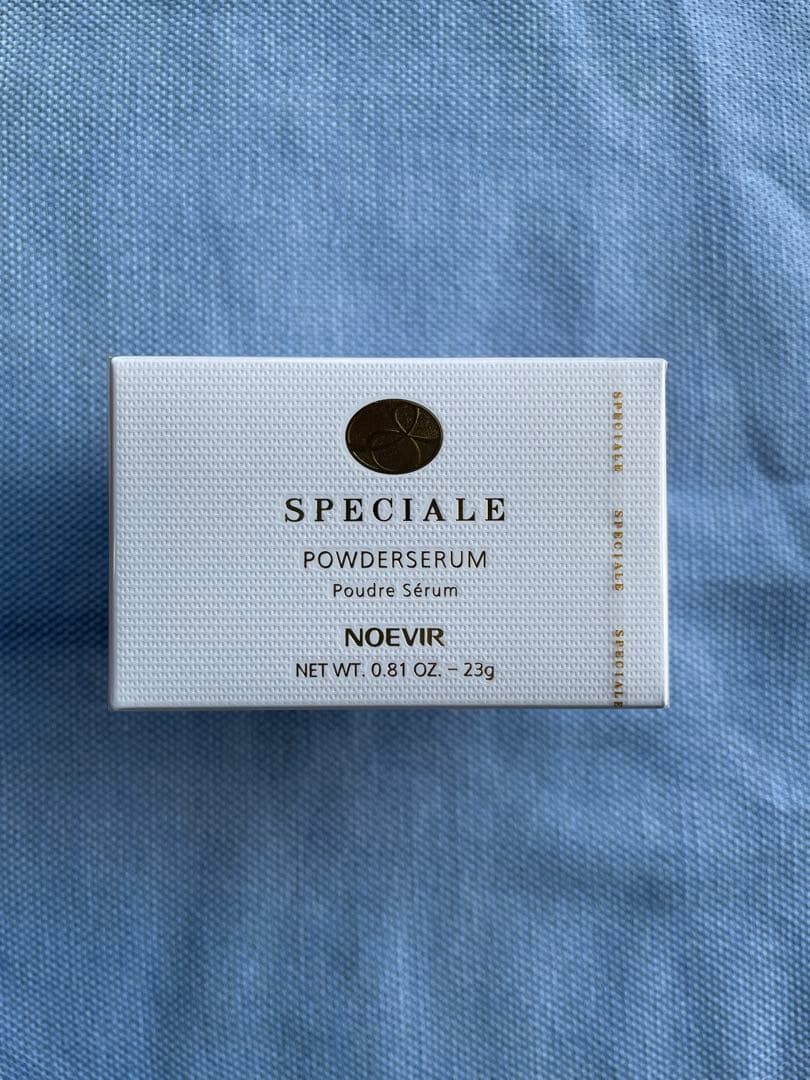 SPECIALE
POWDERSERUM
Poudre Sérum
NOEVIR
NET WT. 0.81 OZ. – 23g
SPECIALE
SPECIALE
SPECIALE